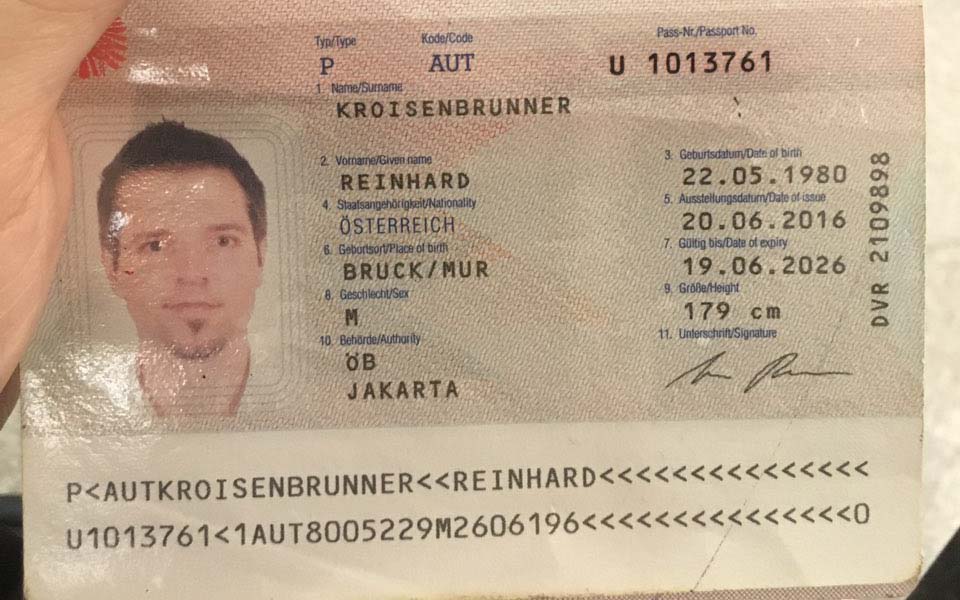 Typ/Type Kode/Code Pass-Nr./Passport No.
P AUT U 1013761
1 Name/Surname
KROISENBRUNNER
2. Vorname/Given name
REINHARD
4. Staatsangehörigkeit/Nationality
ÖSTERREICH
6. Geburtsort/Place of birth
BRUCK/MUR
8. Geschlecht/Sex
M
10. Behörde/Authority
ÖB
JAKARTA
3. Geburtsdatum/Date of birth
22.05.1980
5. Ausstellungsdatum/Date of issue
20.06.2016
7. Gültig bis/Date of expiry
19.06.2026
9. Größe/Height
179 cm
11. Unterschrift/Signature
DVR 2109898
P<AUTKROISENBRUNNER<<REINHARD<<<<<<<<<<<<<<<
U1013761<1AUT8005229M2606196<<<<<<<<<<<<<<<0